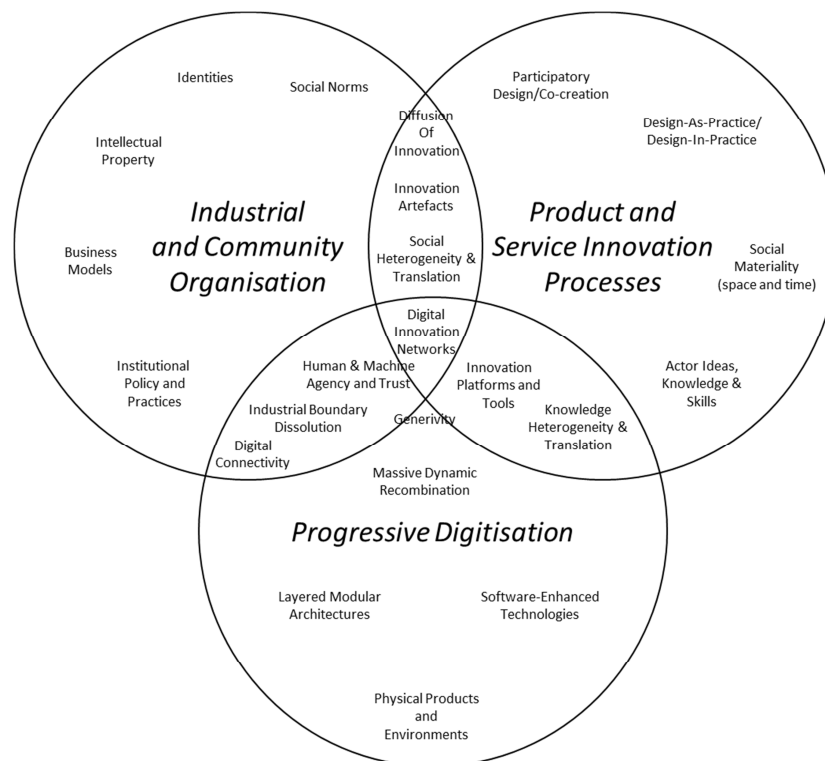 Identities
Social Norms
Intellectual
Property
Industrial
and Community
Organisation
Business
Models
Institutional
Policy and
Practices
Participatory
Design/Co-creation
Design-As-Practice/
Design-In-Practice
Product and
Service Innovation
Processes
Social
Materiality
(space and time)
Actor Ideas,
Knowledge &
Skills
Diffusion
Of
Innovation
Innovation
Artefacts
Social
Heterogeneity &
Translation
Digital
Innovation
Networks
Human & Machine
Agency and Trust
Industrial Boundary
Dissolution
Digital
Connectivity
Innovation
Platforms and
Tools
Knowledge
Heterogeneity &
Translation
Generivity
Massive Dynamic
Recombination
Progressive Digitisation
Layered Modular
Architectures
Software-Enhanced
Technologies
Physical Products
and
Environments